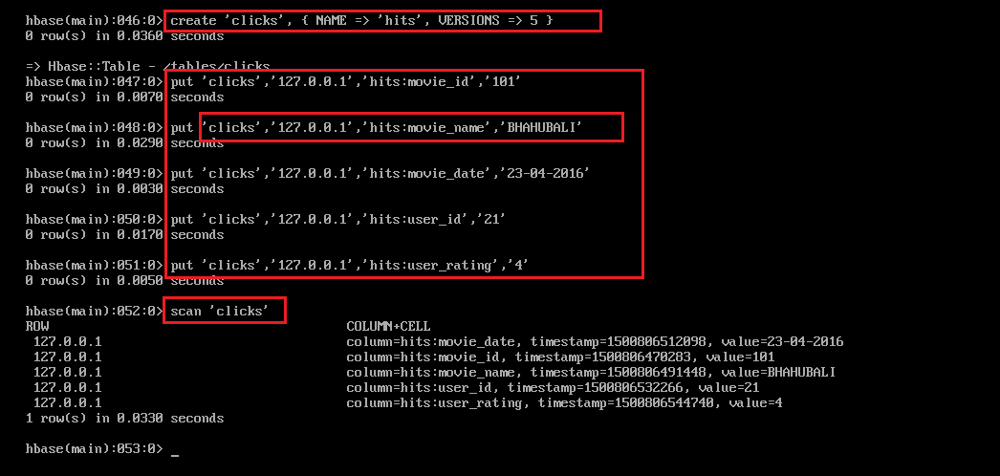 hbase(main):046:0> create 'clicks', { NAME => 'hits', VERSIONS => 5 }
0 row(s) in 0.0360 seconds
=> Hbase::Table - /tables/clicks
hbase(main):047:0> put 'clicks','127.0.0.1','hits:movie_id','101'
0 row(s) in 0.0070 seconds
hbase(main):048:0> put 'clicks','127.0.0.1','hits:movie_name','BHAHUBALI'
0 row(s) in 0.0290 seconds
hbase(main):049:0> put 'clicks','127.0.0.1','hits:movie_date','23-04-2016'
0 row(s) in 0.0030 seconds
hbase(main):050:0> put 'clicks','127.0.0.1','hits:user_id','21'
0 row(s) in 0.0170 seconds
hbase(main):051:0> put 'clicks','127.0.0.1','hits:user_rating','4'
0 row(s) in 0.0050 seconds
hbase(main):052:0> scan 'clicks'
ROW COLUMN+CELL
127.0.0.1 column=hits:movie_date, timestamp=1500806512098, value=23-04-2016
127.0.0.1 column=hits:movie_id, timestamp=1500806470283, value=101
127.0.0.1 column=hits:movie_name, timestamp=1500806491448, value=BHAHUBALI
127.0.0.1 column=hits:user_id, timestamp=1500806532266, value=21
127.0.0.1 column=hits:user_rating, timestamp=1500806544740, value=4
1 row(s) in 0.0330 seconds
hbase(main):053:0> _